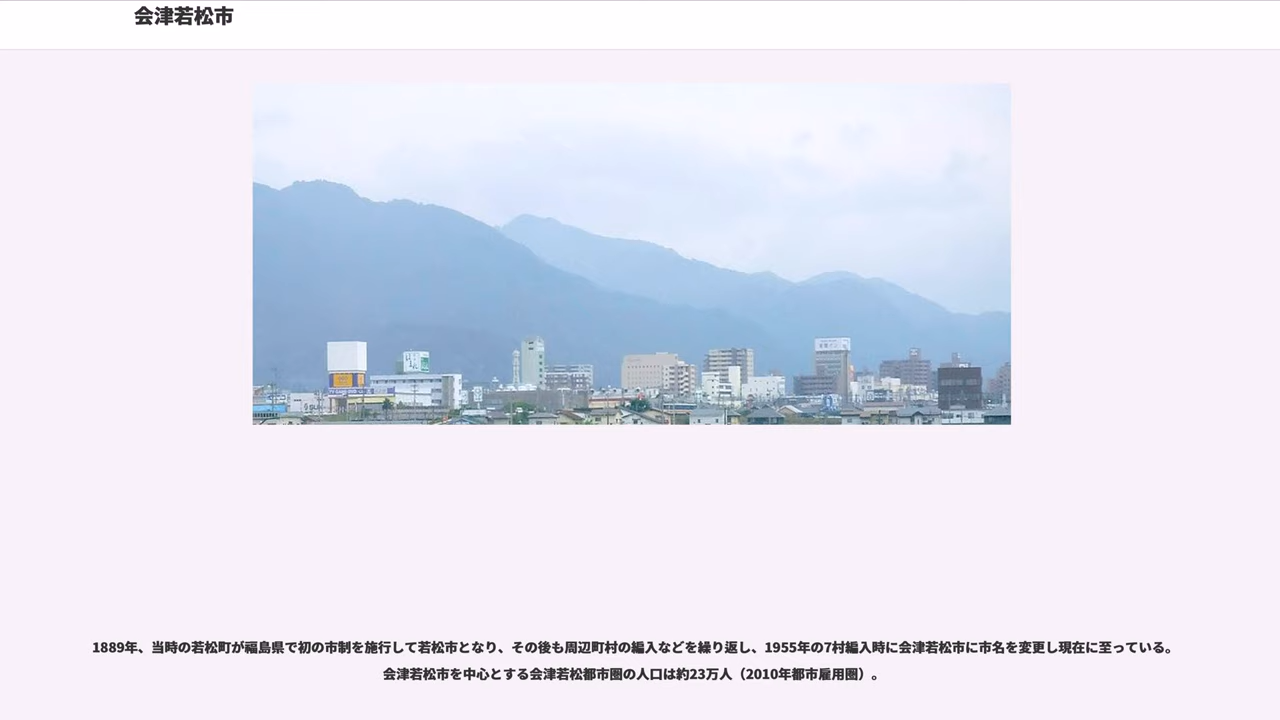 会津若松市
1889年、当時の若松町が福島県で初の市制を施行して若松市となり、その後も周辺町村の編入などを繰り返し、1955年の7村編入時に会津若松市に市名を変更し現在に至っている。
会津若松市を中心とする会津若松都市圏の人口は約23万人（2010年都市雇用圏）。